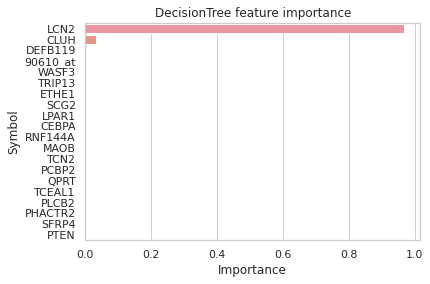 DecisionTree feature importance
LCN2
CLUH
DEFB119
90610_at
WASF3
TRIP13
ETHE1
SCG2
LPAR1
CEBPA
RNF144A
MAOB
TCN2
PCBP2
QPRT
TCEAL1
PLCB2
PHACTR2
SFRP4
PTEN
Symbol
0.0 0.2 0.4 0.6 0.8 1.0
Importance